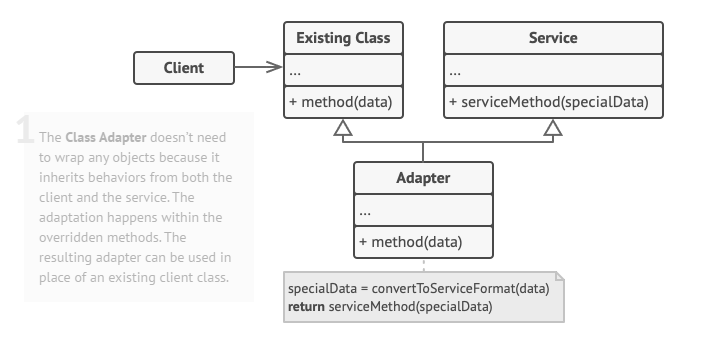 Client
Existing Class
...
+ method(data)
Service
...
+ serviceMethod(specialData)
1
The Class Adapter doesn't need
to wrap any objects because it
inherits behaviors from both the
client and the service. The
adaptation happens within the
overridden methods. The
resulting adapter can be used in
place of an existing client class.
Adapter
...
+ method(data)
specialData = convertToServiceFormat(data)
return serviceMethod(specialData)